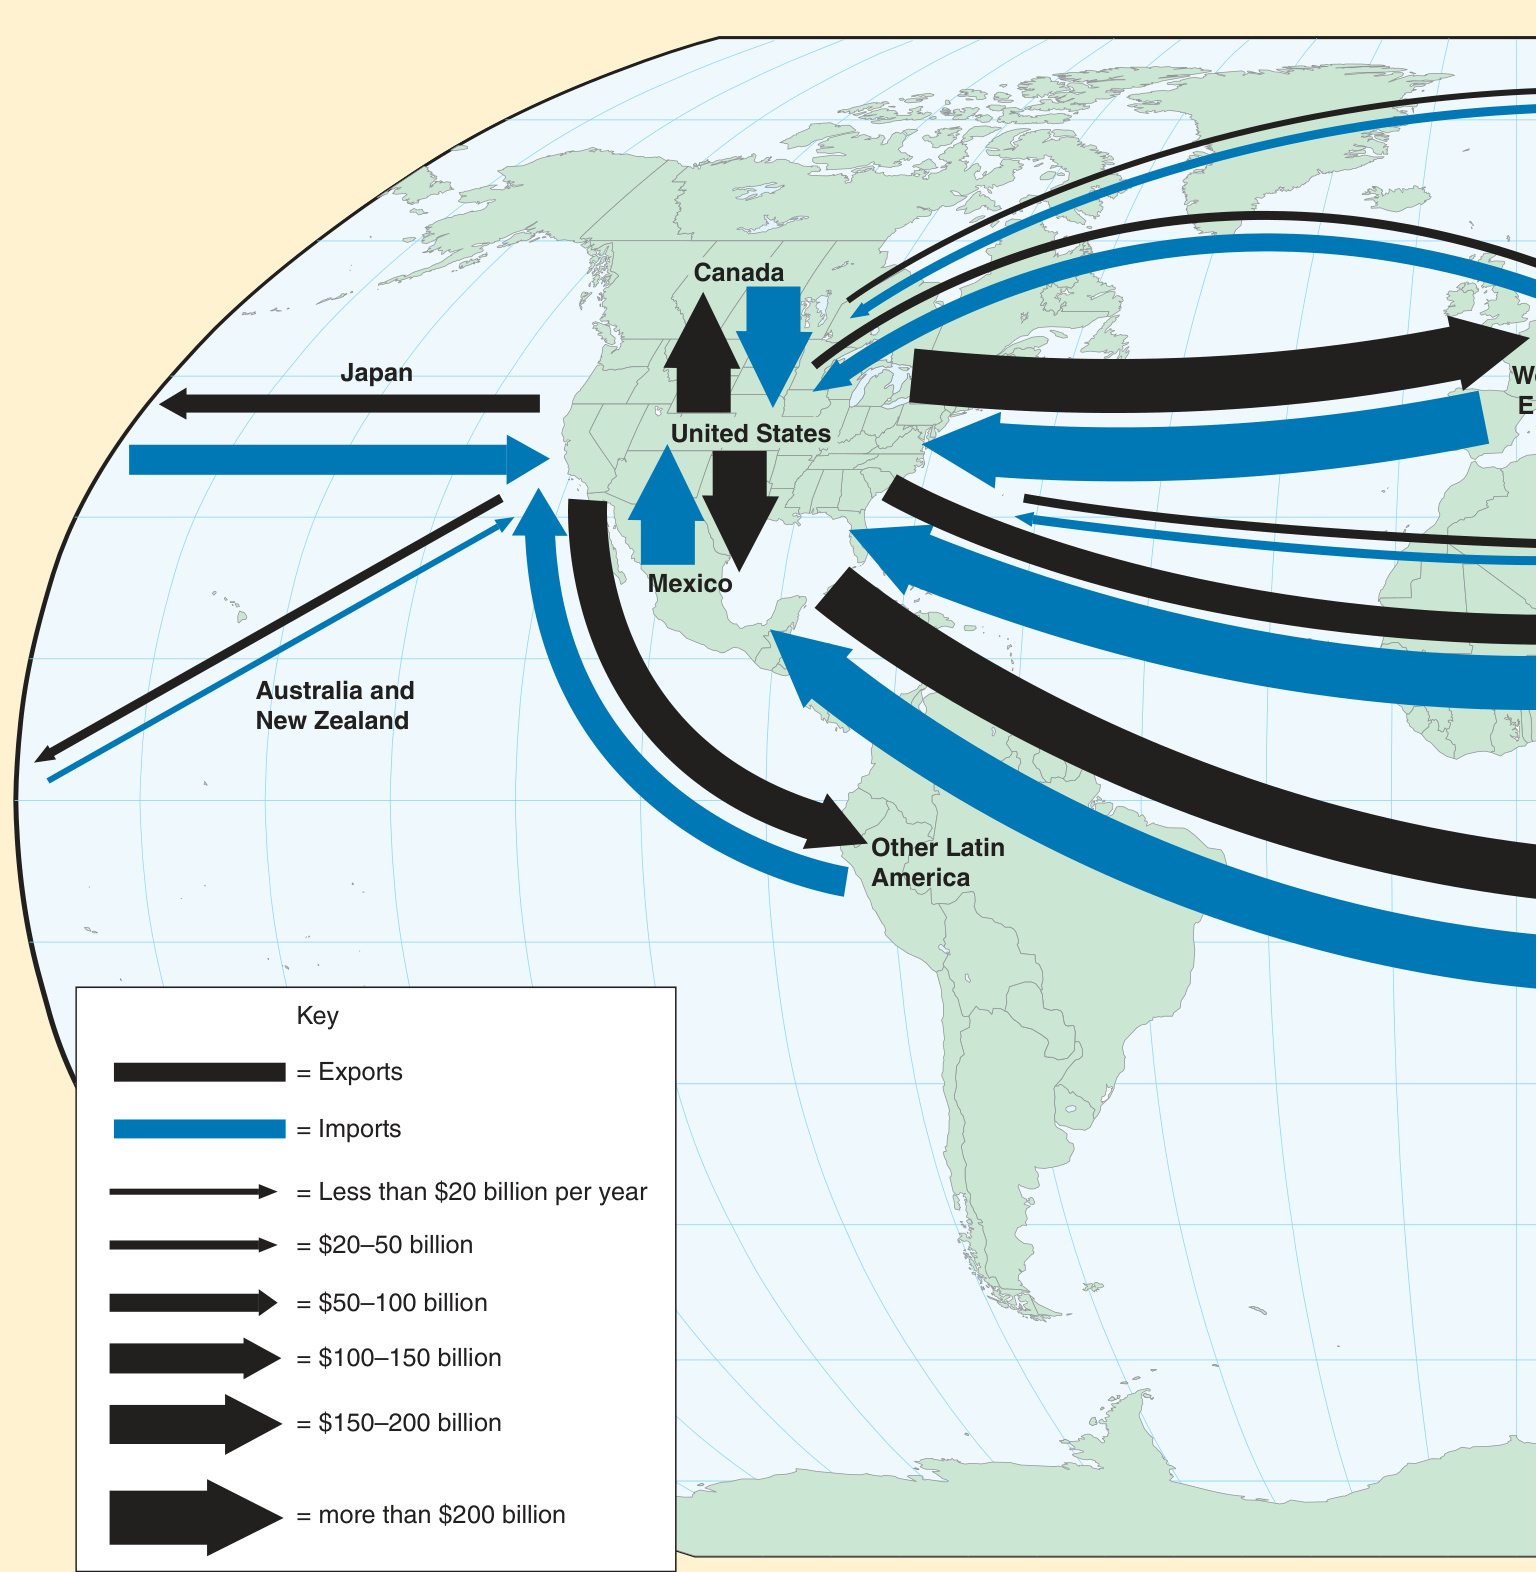 Canada
Japan
W
E
United States
Mexico
Australia and
New Zealand
Other Latin
America
Key
= Exports
= Imports
= Less than $20 billion per year
= $20–50 billion
= $50–100 billion
= $100–150 billion
= $150–200 billion
= more than $200 billion